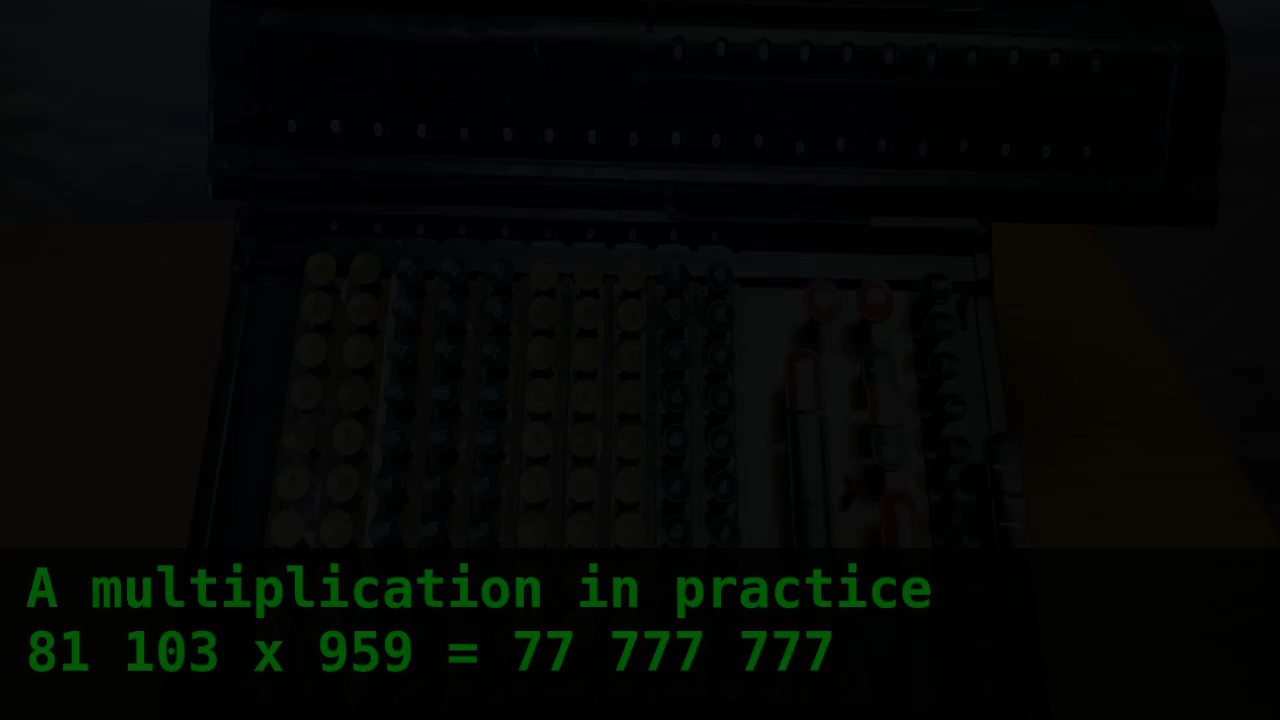 A multiplication in practice
81 103 x 959 = 77 777 777